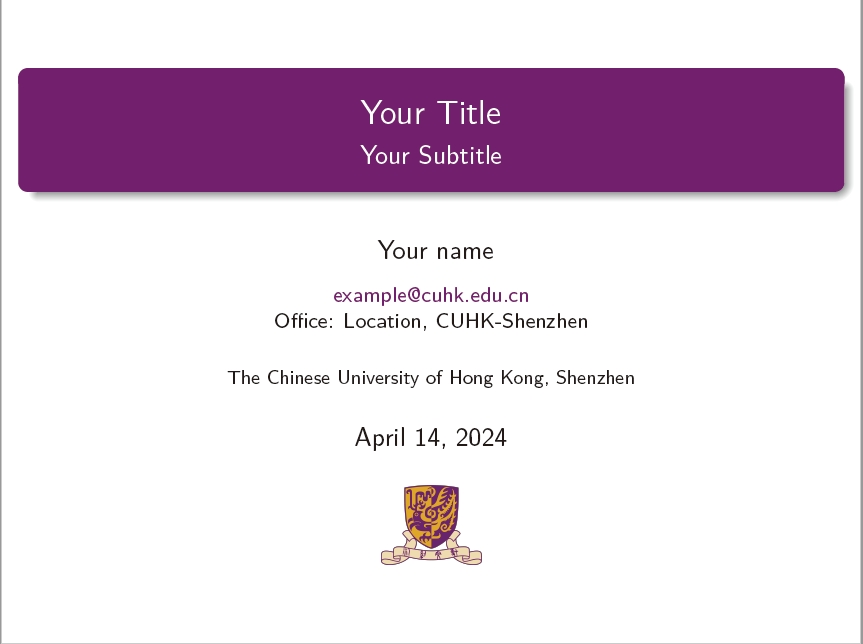 Your Title
Your Subtitle
Your name
example@cuhk.edu.cn
Office: Location, CUHK-Shenzhen
The Chinese University of Hong Kong, Shenzhen
April 14, 2024